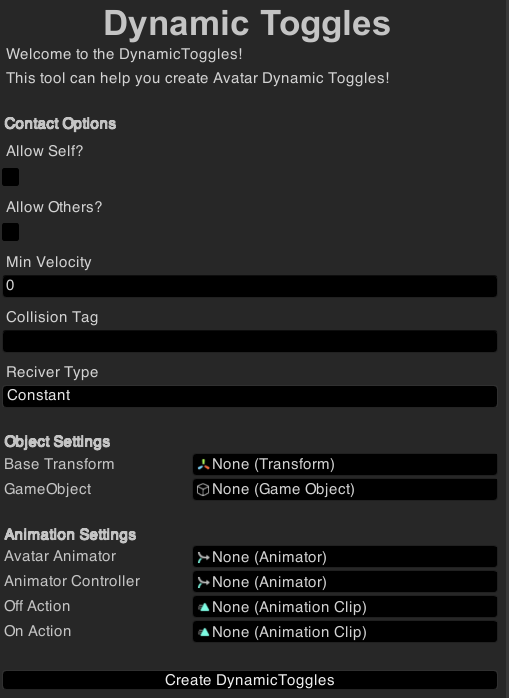 Dynamic Toggles
Welcome to the DynamicToggles!
This tool can help you create Avatar Dynamic Toggles!
Contact Options
Allow Self?
Allow Others?
Min Velocity
0
Collision Tag
Reciver Type
Constant
Object Settings
Base Transform None (Transform)
GameObject None (Game Object)
Animation Settings
Avatar Animator None (Animator)
Animator Controller None (Animator)
Off Action None (Animation Clip)
On Action None (Animation Clip)
Create DynamicToggles